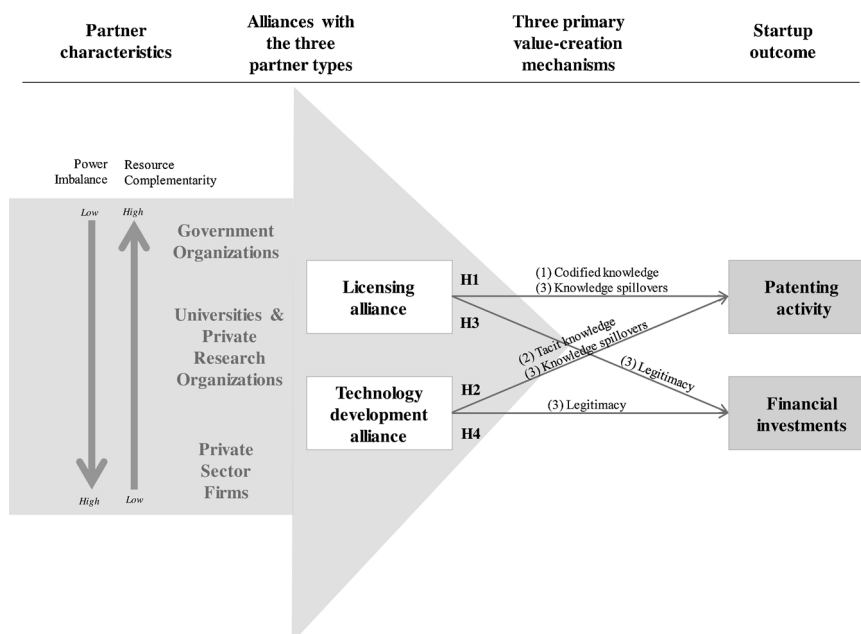 Partner
characteristics
Alliances with
the three
partner types
Three primary
value-creation
mechanisms
Startup
outcome
Power
Imbalance
Resource
Complementarity
Low
High
Government
Organizations
Universities &
Private
Research
Organizations
Private
Sector
Firms
High
Low
Licensing
alliance
H1
H3
(1) Codified knowledge
(3) Knowledge spillovers
Patenting
activity
(2) Tacit knowledge
(3) Knowledge spillovers
(3) Legitimacy
Technology
development
alliance
H2
H4
(3) Legitimacy
Financial
investments